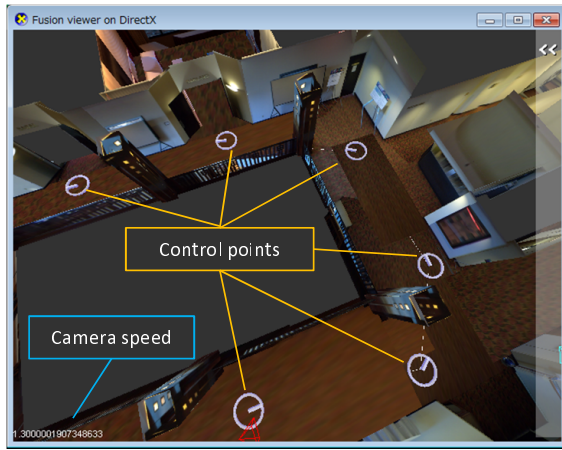 Fusion viewer on DirectX
<<
Control points
Camera speed
1.3000001907348633